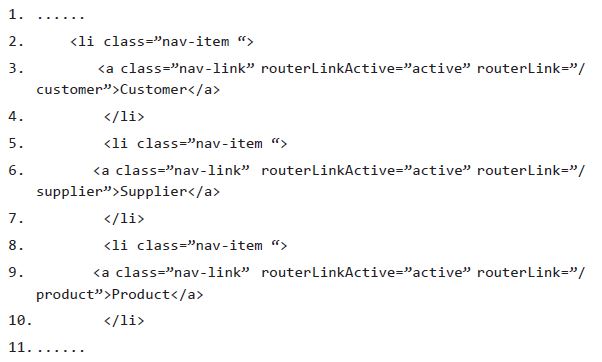 1. ......
2. <li class=”nav-item “>
3. <a class=”nav-link” routerLinkActive=”active” routerLink=”/
customer”>Customer</a>
4. </li>
5. <li class=”nav-item “>
6. <a class=”nav-link” routerLinkActive=”active” routerLink=”/
supplier”>Supplier</a>
7. </li>
8. <li class=”nav-item “>
9. <a class=”nav-link” routerLinkActive=”active” routerLink=”/
product”>Product</a>
10. </li>
11. .......